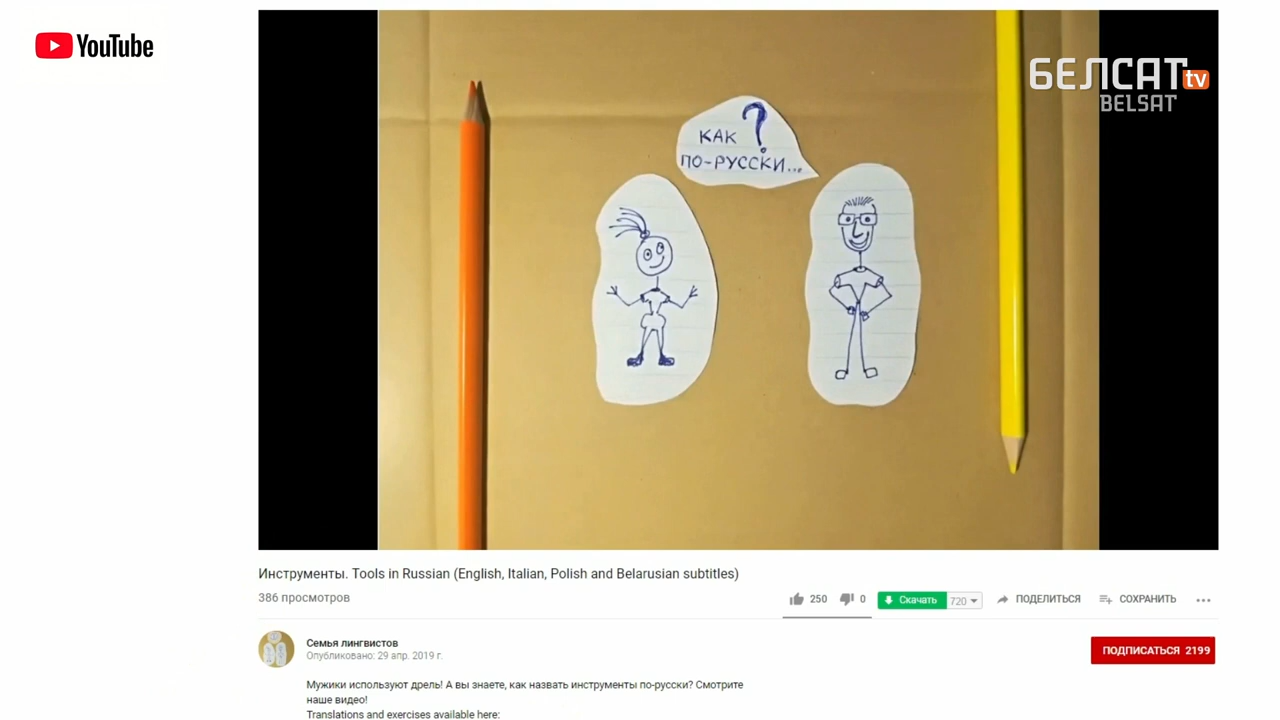 YouTube
БЕЛСАТ tv
BELSAT
КАК ?
ПО-РУССКИ...
Инструменты. Tools in Russian (English, Italian, Polish and Belarusian subtitles)
386 просмотров
250
0
Скачать
720
ПОДЕЛИТЬСЯ
СОХРАНИТЬ
Семья лингвистов
Опубликовано: 29 апр. 2019 г.
ПОДПИСАТЬСЯ 2199
Мужики используют дрель! А вы знаете, как назвать инструменты по-русски? Смотрите
наше видео!
Translations and exercises available here: